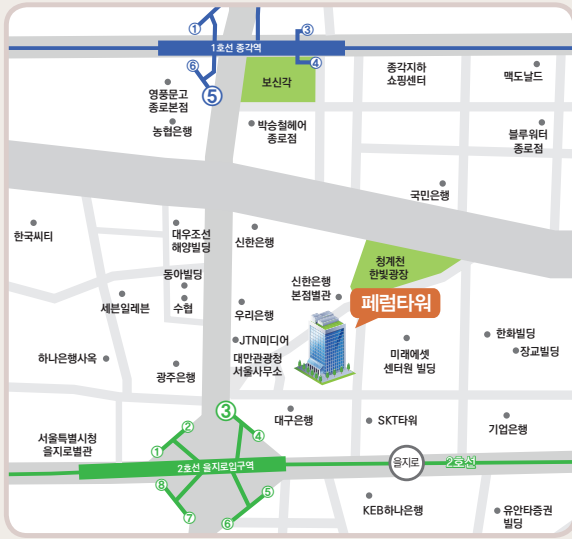 ①
③
1호선 종각역
④
⑥
⑤
영풍문고
종로본점
농협은행
보신각
종각지하
쇼핑센터
맥도날드
박승철헤어
종로점
블루워터
종로점
국민은행
한국씨티
대우조선
해양빌딩
신한은행
청계천
한빛광장
동아빌딩
수협
세븐일레븐
신한은행
본점별관
페럼타워
우리은행
JTN미디어
대만관광청
서울사무소
미래에셋
센터원 빌딩
한화빌딩
장교빌딩
하나은행사옥
광주은행
③
②
④
①
대구은행
SKT타워
기업은행
서울특별시청
을지로별관
2호선 을지로입구역
을지로
2호선
⑧
⑤
⑦
⑥
KEB하나은행
유안타증권
빌딩